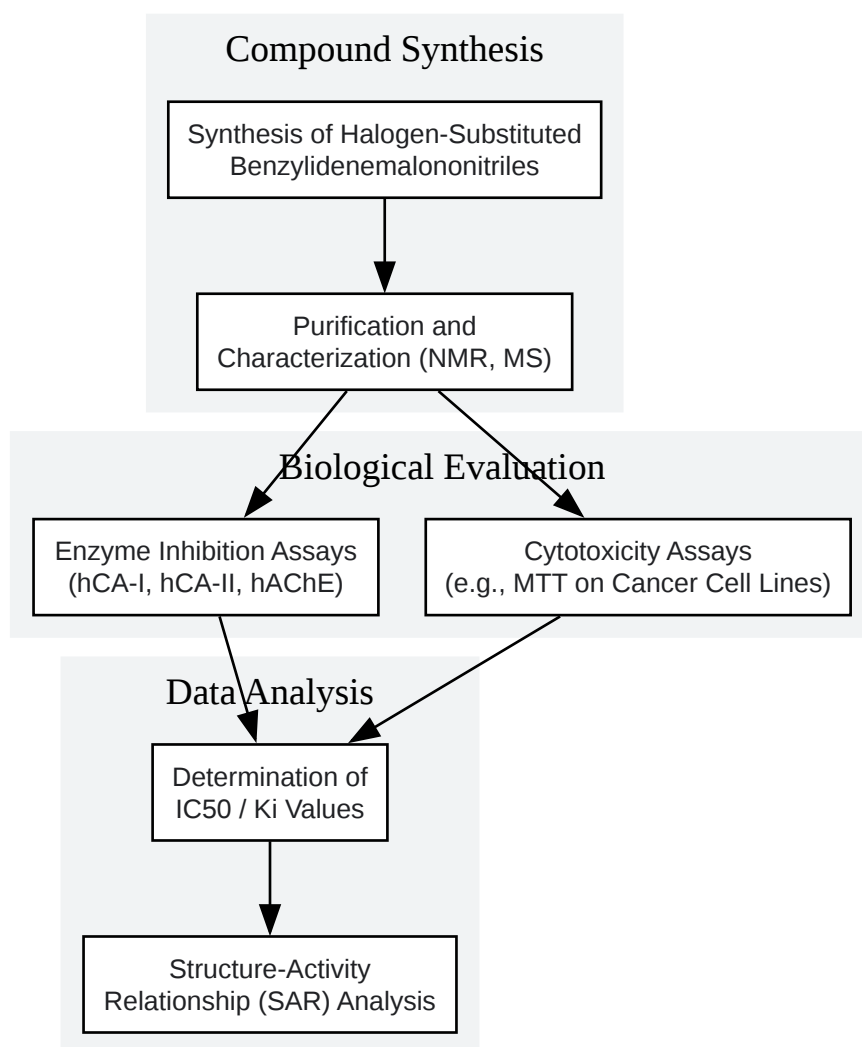 Compound Synthesis
Synthesis of Halogen-Substituted
Benzylidenemalononitriles
Purification and
Characterization (NMR, MS)
Biological Evaluation
Enzyme Inhibition Assays
(hCA-I, hCA-II, hAChE)
Cytotoxicity Assays
(e.g., MTT on Cancer Cell Lines)
Data Analysis
Determination of
IC50 / Ki Values
Structure-Activity
Relationship (SAR) Analysis